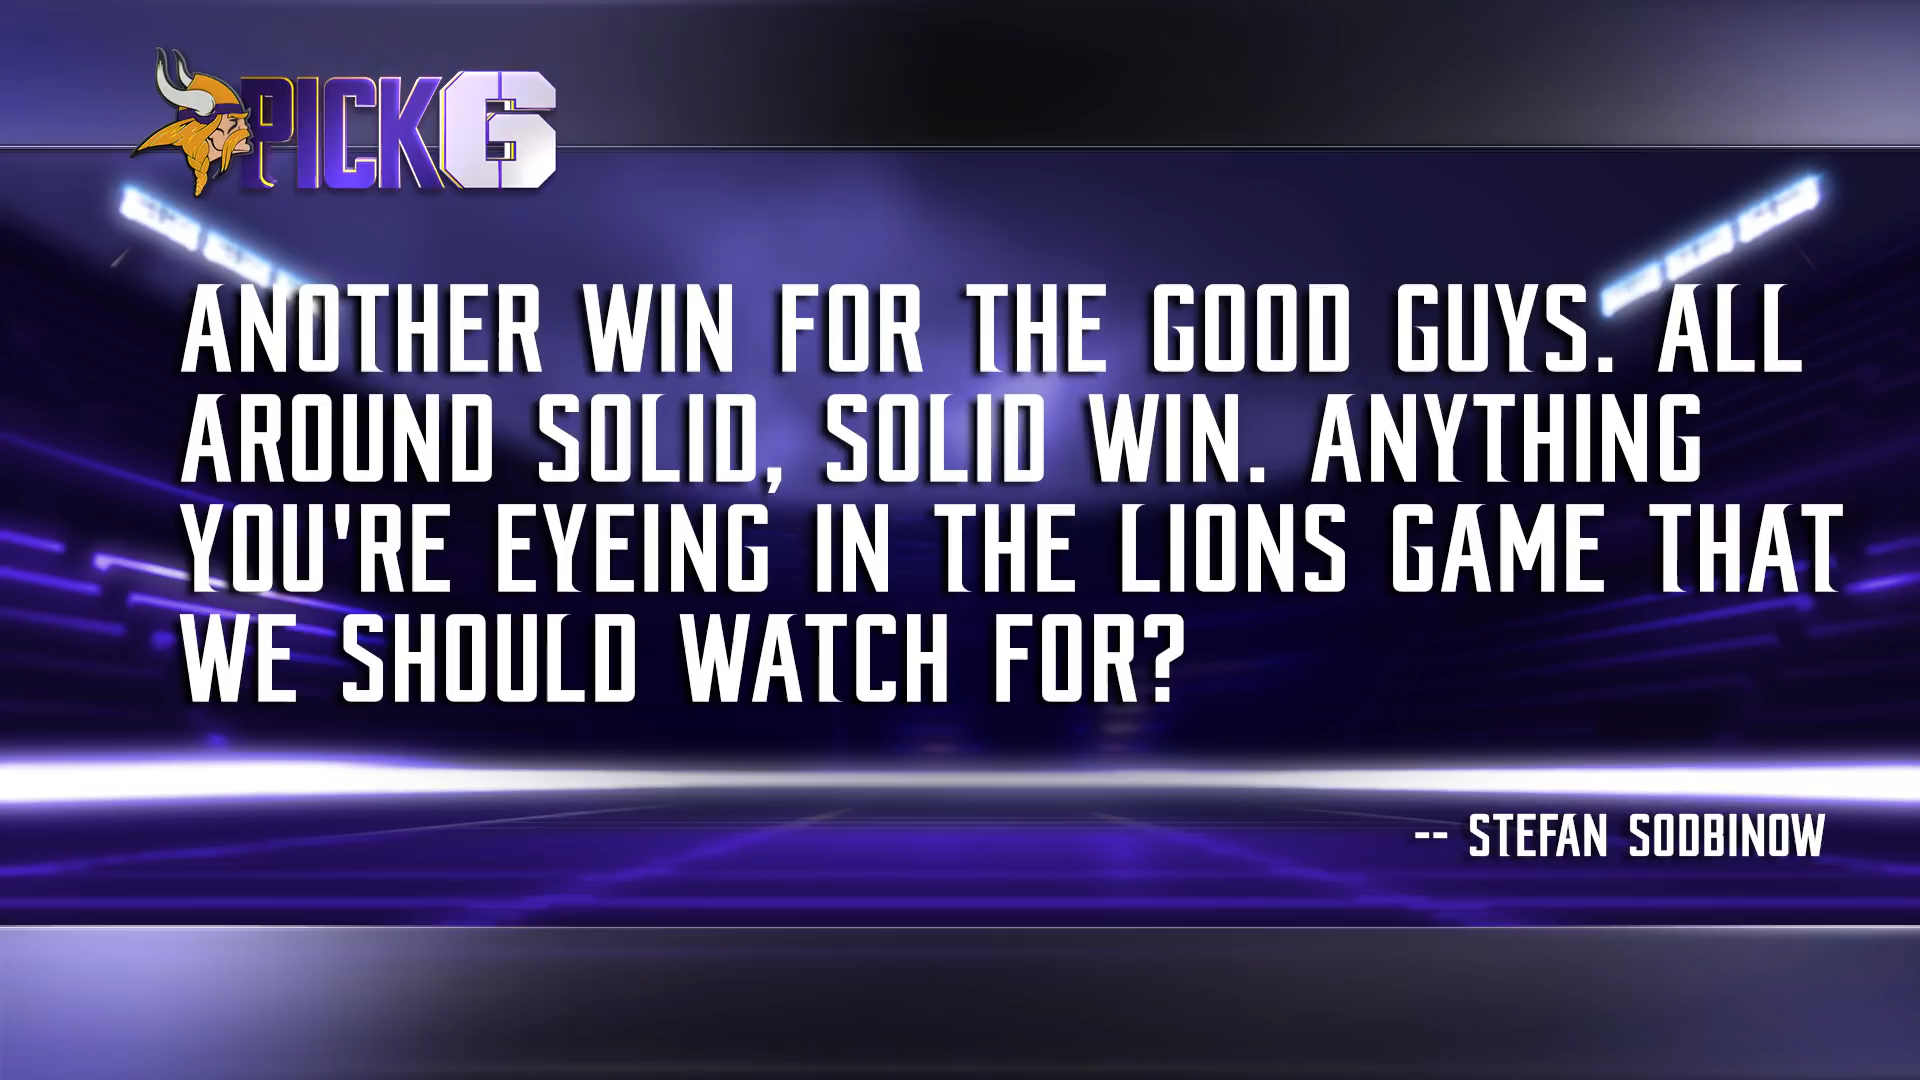 PICK6
ANOTHER WIN FOR THE GOOD GUYS. ALL
AROUND SOLID, SOLID WIN. ANYTHING
YOU'RE EYEING IN THE LIONS GAME THAT
WE SHOULD WATCH FOR?
-- STEFAN SODBINOW